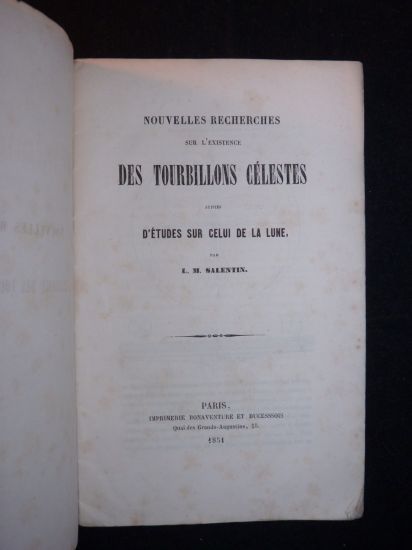 NOUVELLES RECHERCHES
SUR L'EXISTENCE
DES TOURBILLONS CÉLESTES
SUIVIES
D'ÉTUDES SUR CELUI DE LA LUNE,
PAR
L. M. SALENTIN.
PARIS,
IMPRIMERIE BONAVENTURE ET DUCESSSOIS
Quai des Grands-Augustins, 55.
1851